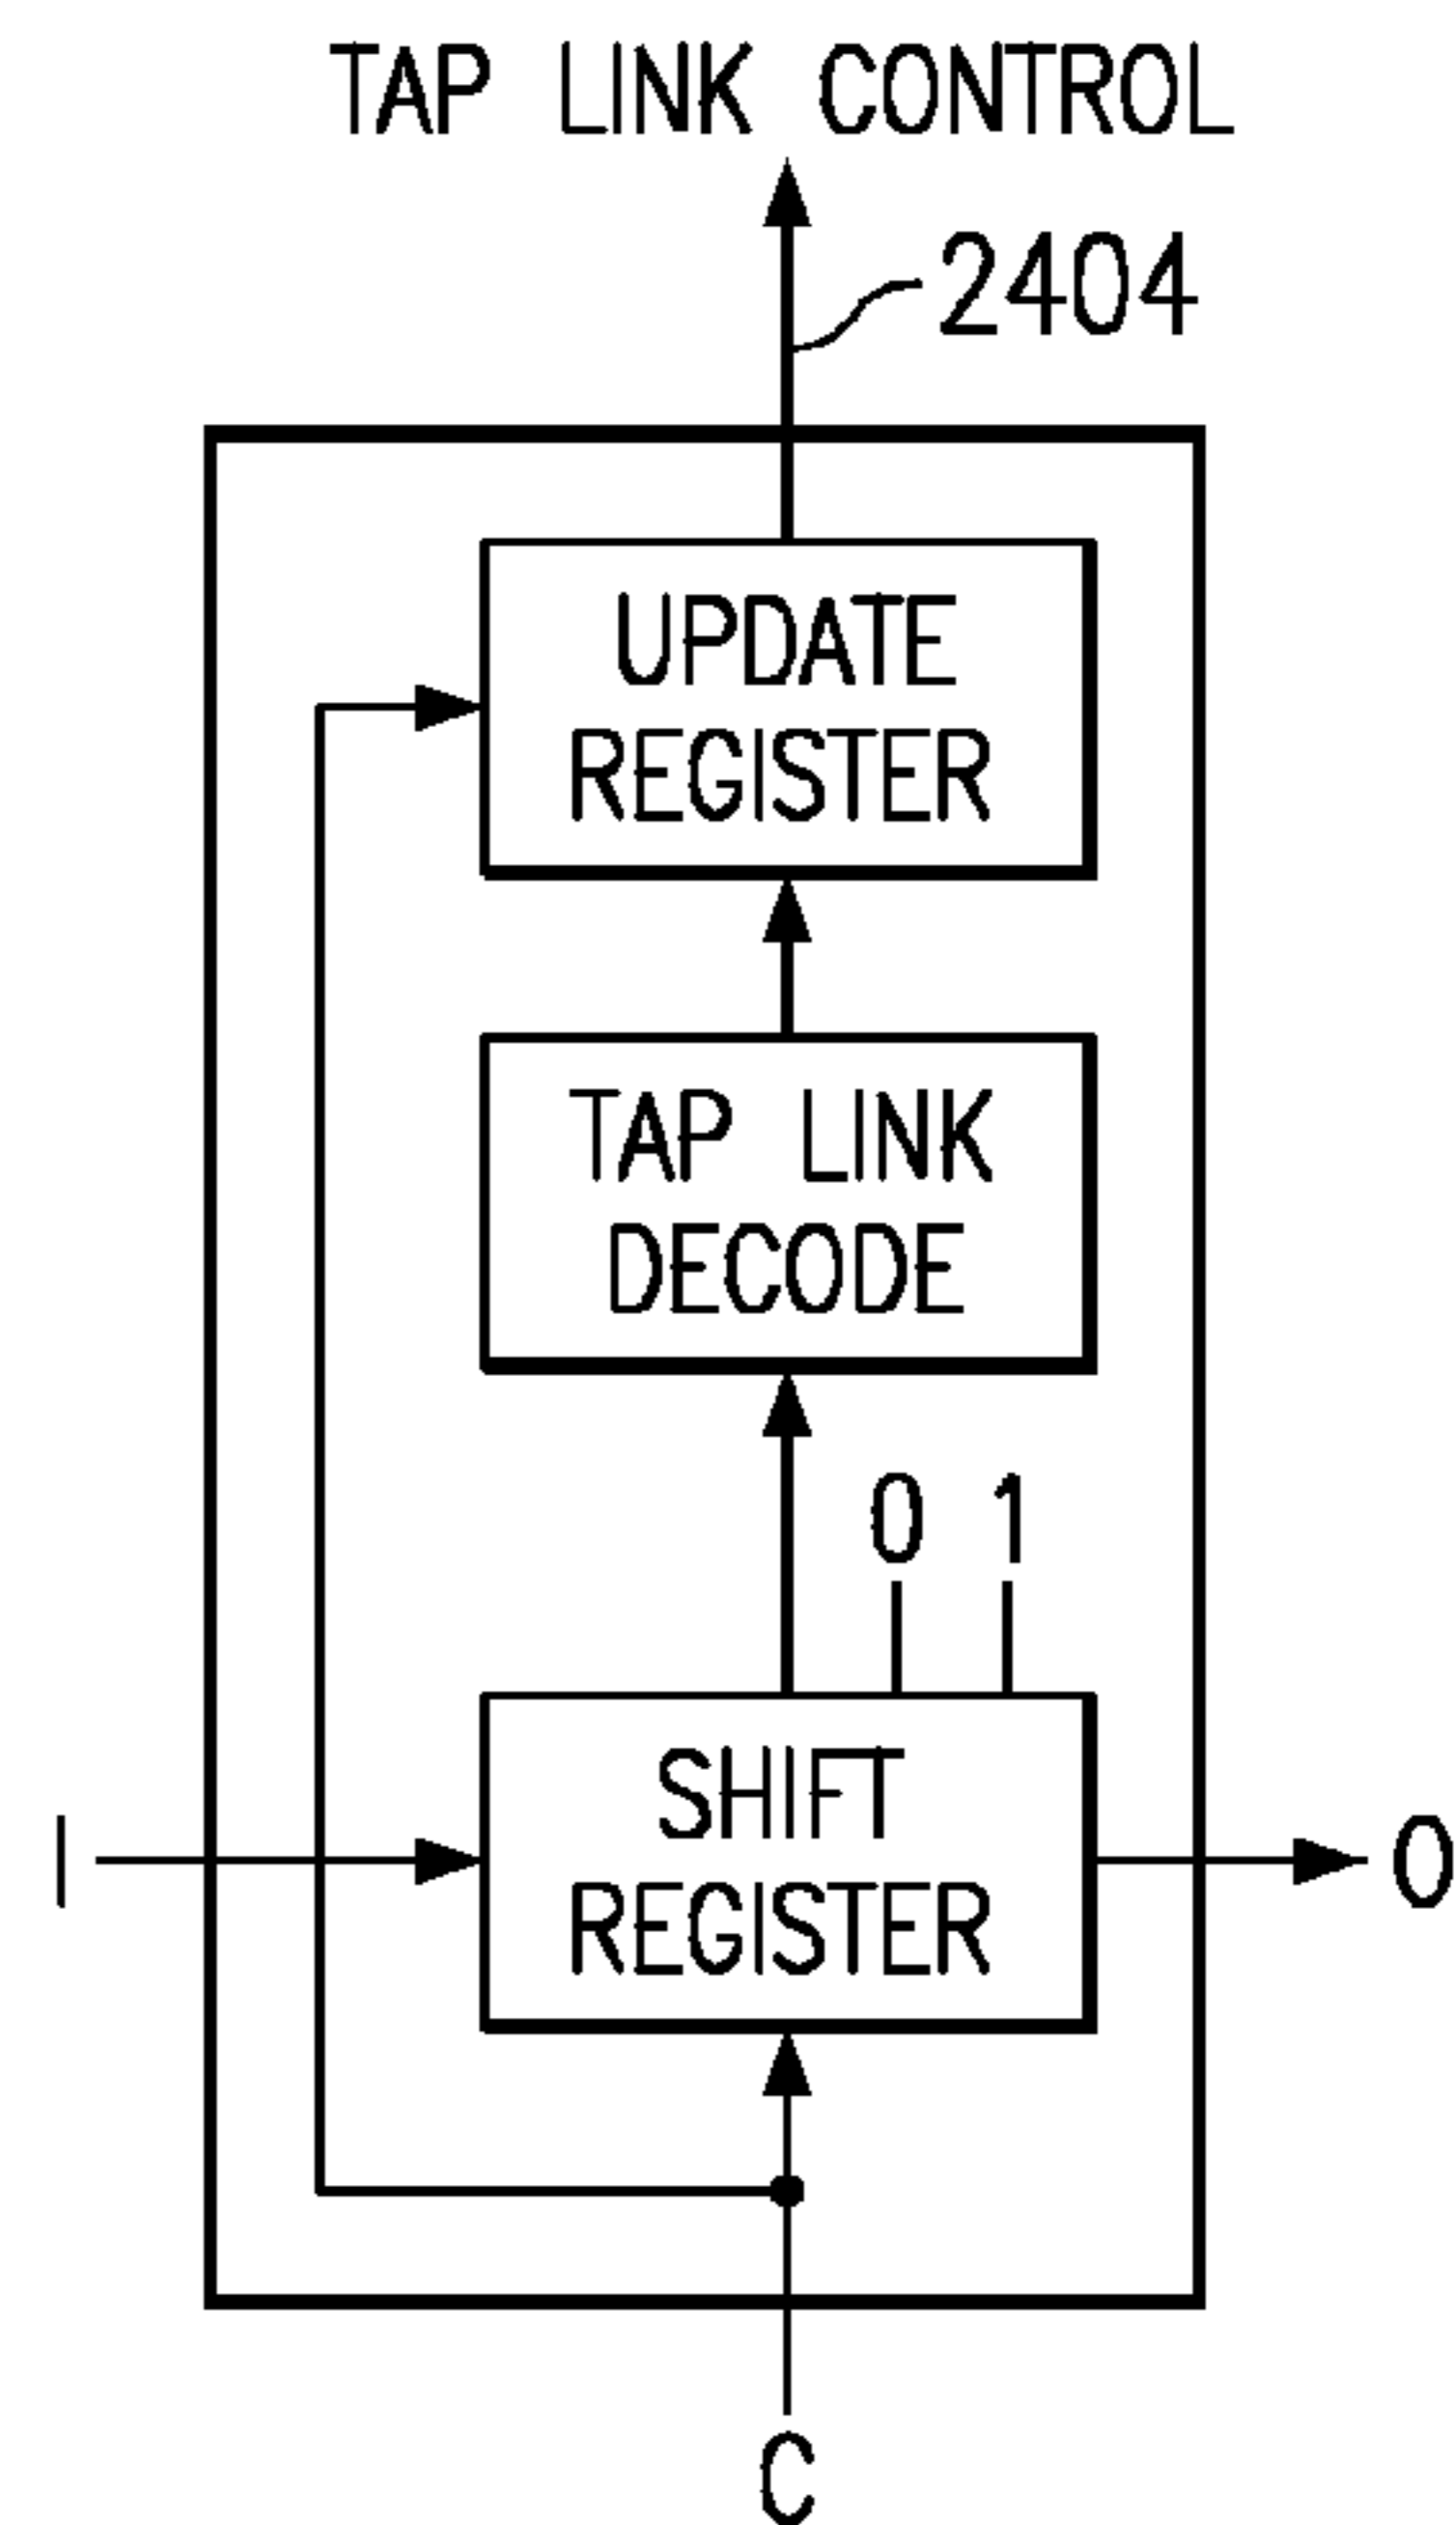 TAP LINK CONTROL
2404
UPDATE
REGISTER
TAP LINK
DECODE
0 1
SHIFT
REGISTER
I
O
C